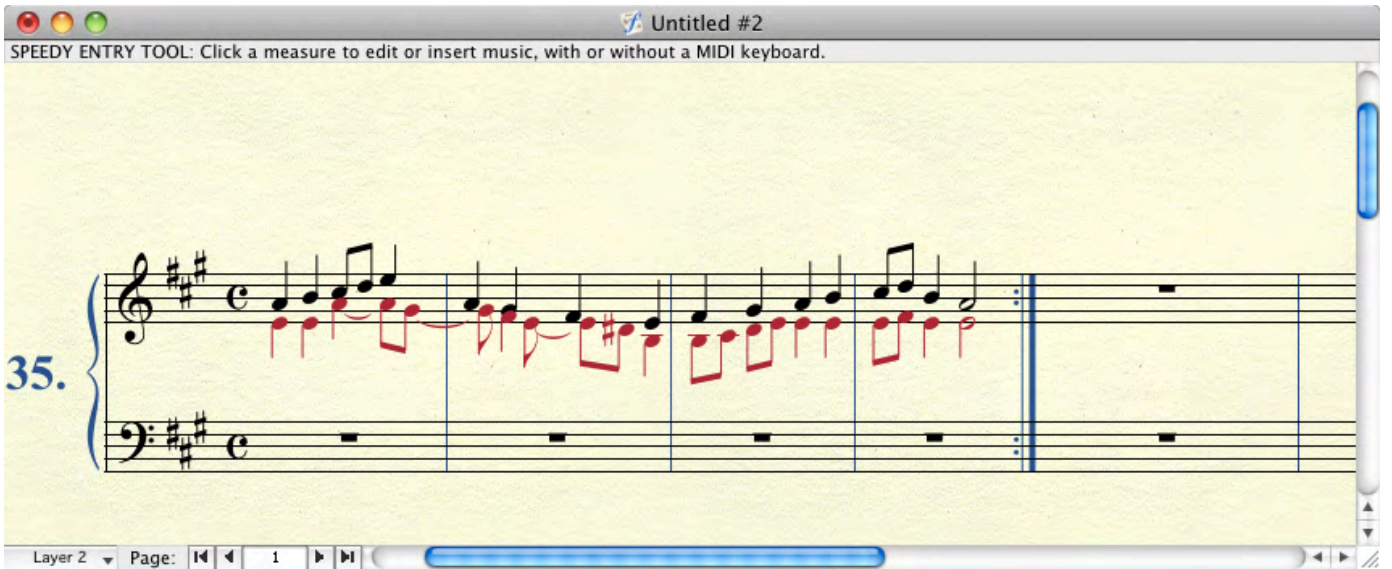 Untitled #2
SPEEDY ENTRY TOOL: Click a measure to edit or insert music, with or without a MIDI keyboard.
35.
Layer 2 Page: 1